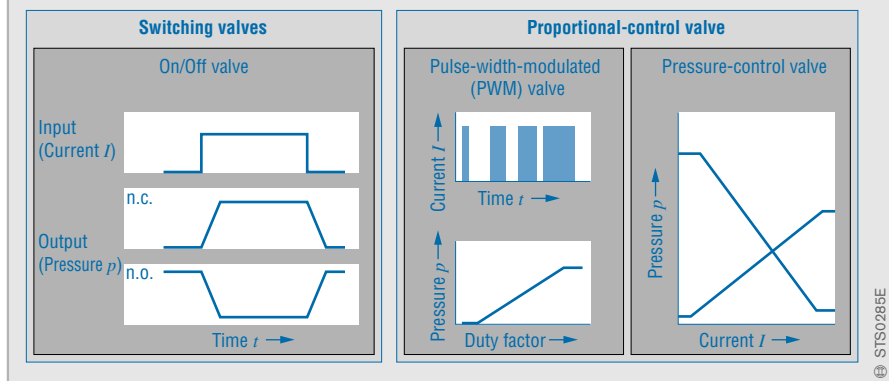 Switching valves
On/Off valve
Input
(Current I)
n.c.
Output
(Pressure p)
n.o.
Time t
Proportional-control valve
Pulse-width-modulated
(PWM) valve
Current I
Time t
Pressure p
Duty factor
Pressure-control valve
Pressure p
Current I
STS0285E